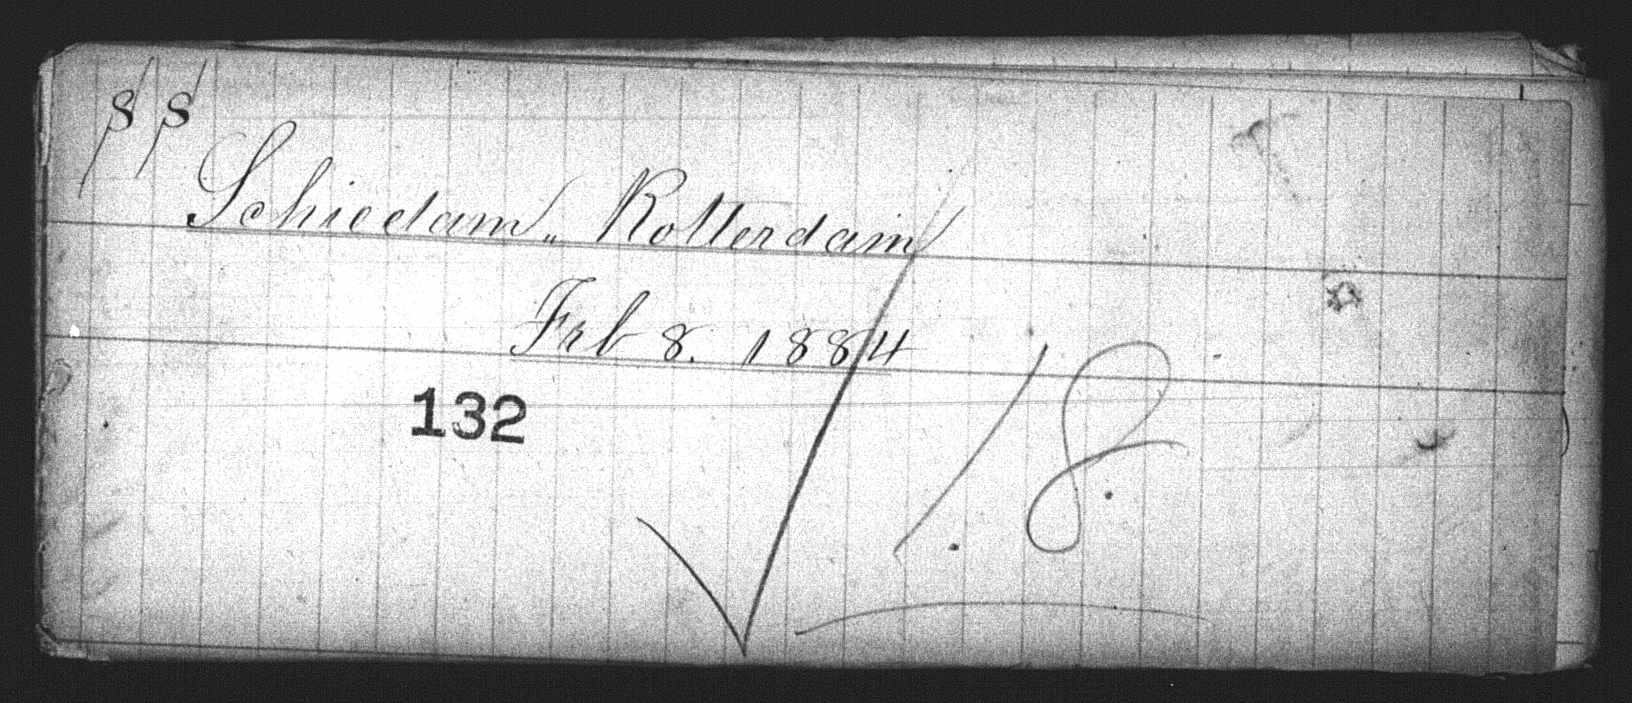 S/S/
Schiedam „ Rotterdam
Feb 8. 1884
132
18